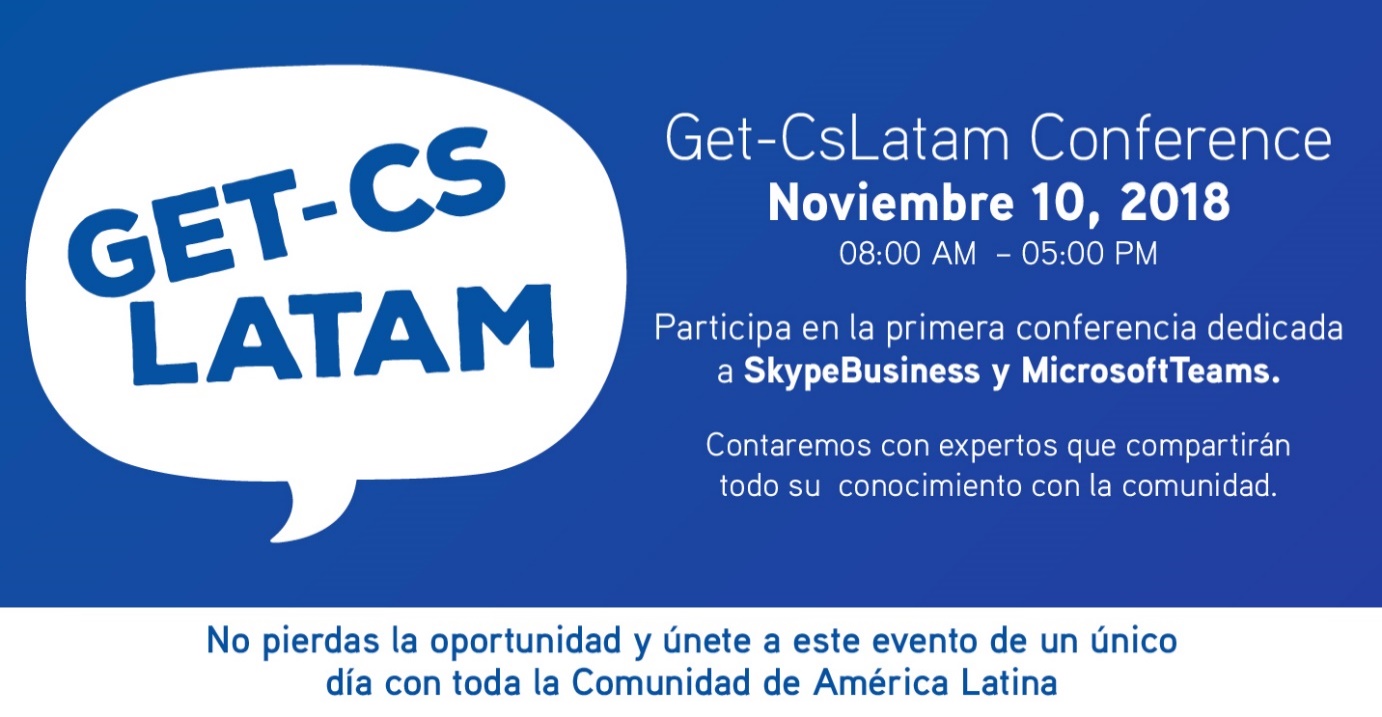 GET-CS
LATAM
Get-CsLatam Conference
Noviembre 10, 2018
08:00 AM – 05:00 PM
Participa en la primera conferencia dedicada
a SkypeBusiness y MicrosoftTeams.
Contaremos con expertos que compartirán
todo su conocimiento con la comunidad.
No pierdas la oportunidad y únete a este evento de un único
día con toda la Comunidad de América Latina